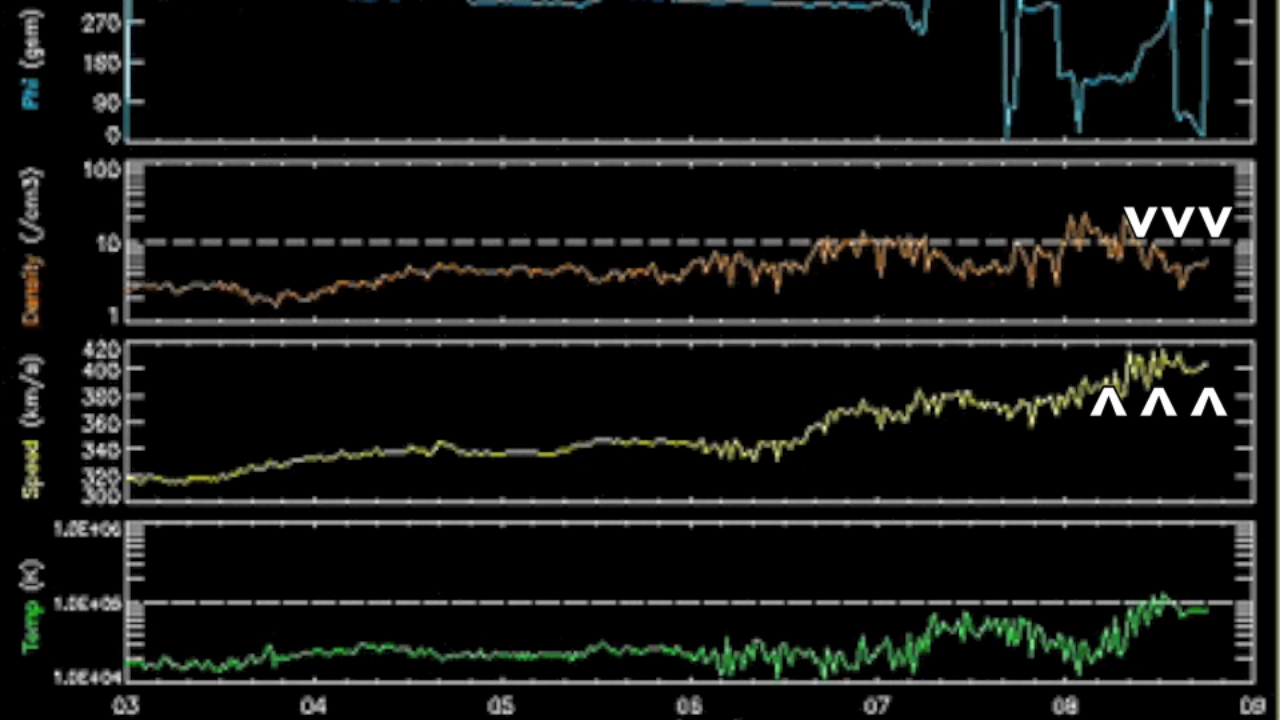 Phi (gsm)
270
180
90
0
Density (/cm3)
100
10
1
VVV
Speed (km/s)
420
400
380
360
340
320
300
^ ^ ^
Temp (K)
1.0E+06
1.0E+05
1.0E+04
03 04 05 06 07 08 09